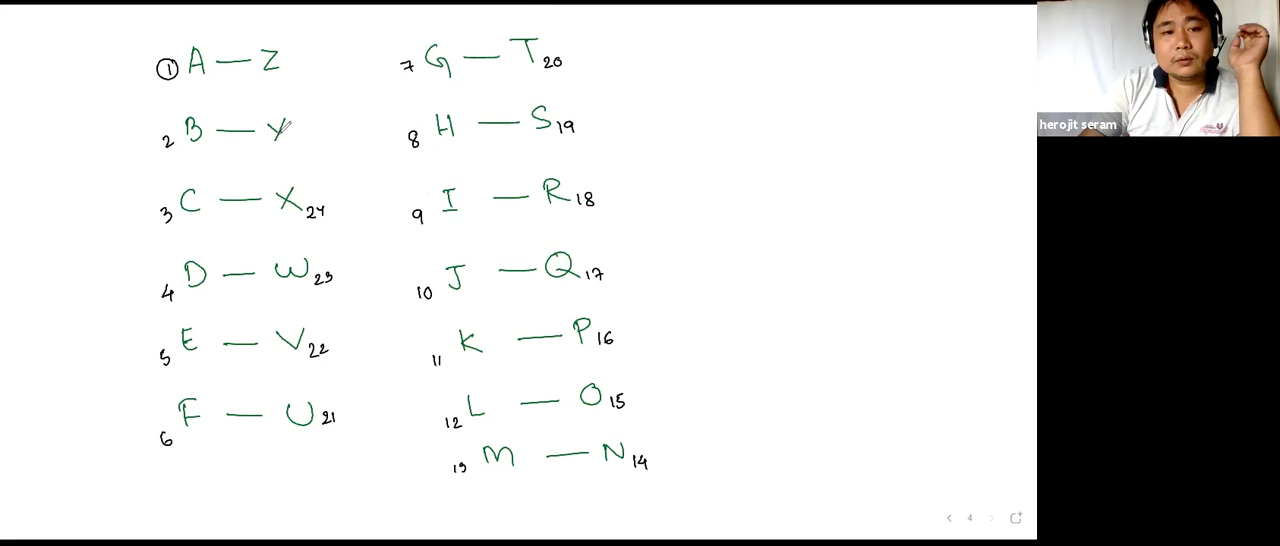 ① A — Z
2 B — Y
3 C — X 24
4 D — W 23
5 E — V 22
6 F — U 21
7 G — T 20
8 H — S 19
9 I — R 18
10 J — Q 17
11 K — P 16
12 L — O 15
13 M — N 14
herojit seram
4